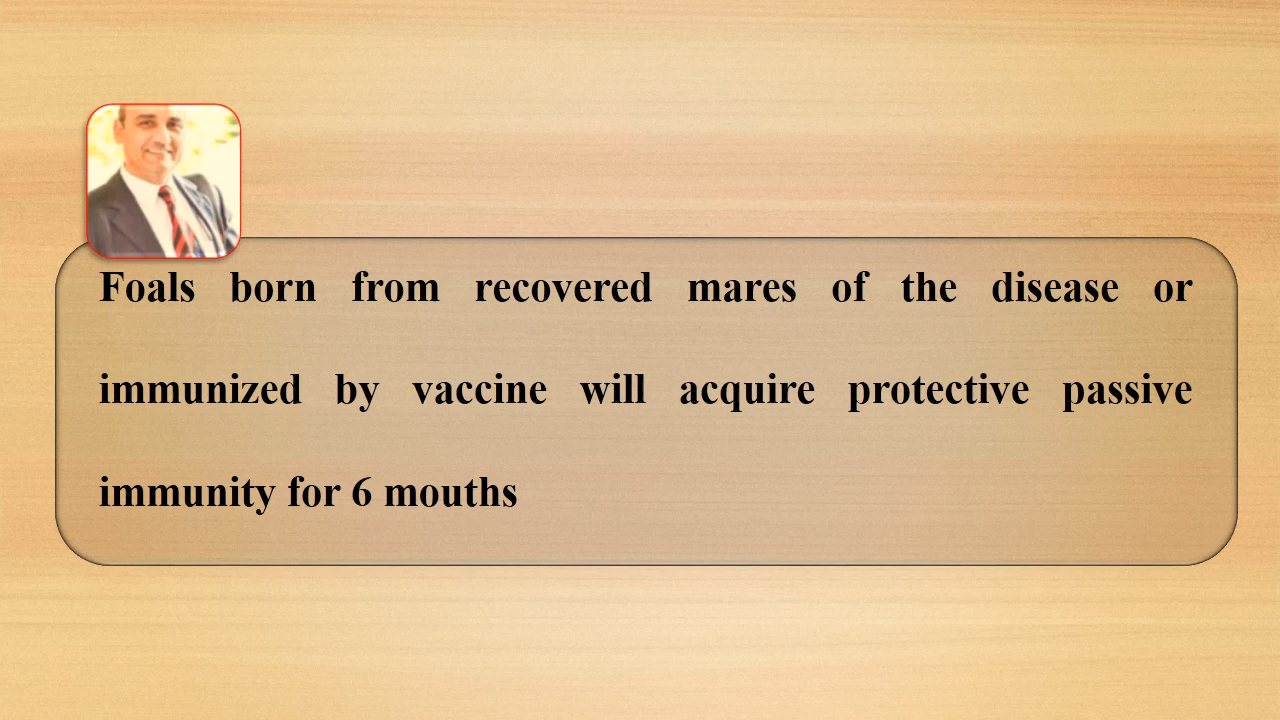 Foals born from recovered mares of the disease or
immunized by vaccine will acquire protective passive
immunity for 6 mouths